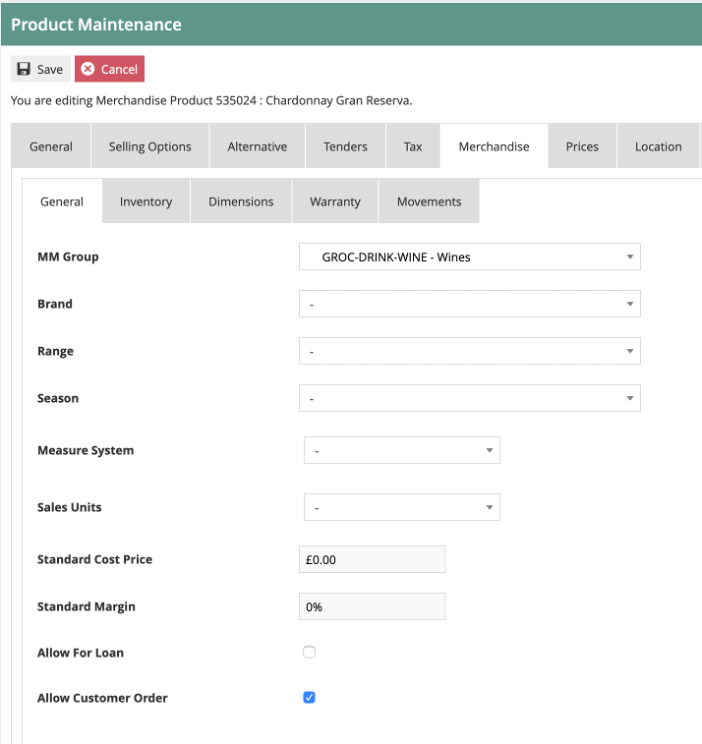 Product Maintenance
Save Cancel
You are editing Merchandise Product 535024 : Chardonnay Gran Reserva.
General Selling Options Alternative Tenders Tax Merchandise Prices Location
General Inventory Dimensions Warranty Movements
MM Group GROC-DRINK-WINE - Wines
Brand -
Range -
Season -
Measure System -
Sales Units -
Standard Cost Price £0.00
Standard Margin 0%
Allow For Loan
Allow Customer Order